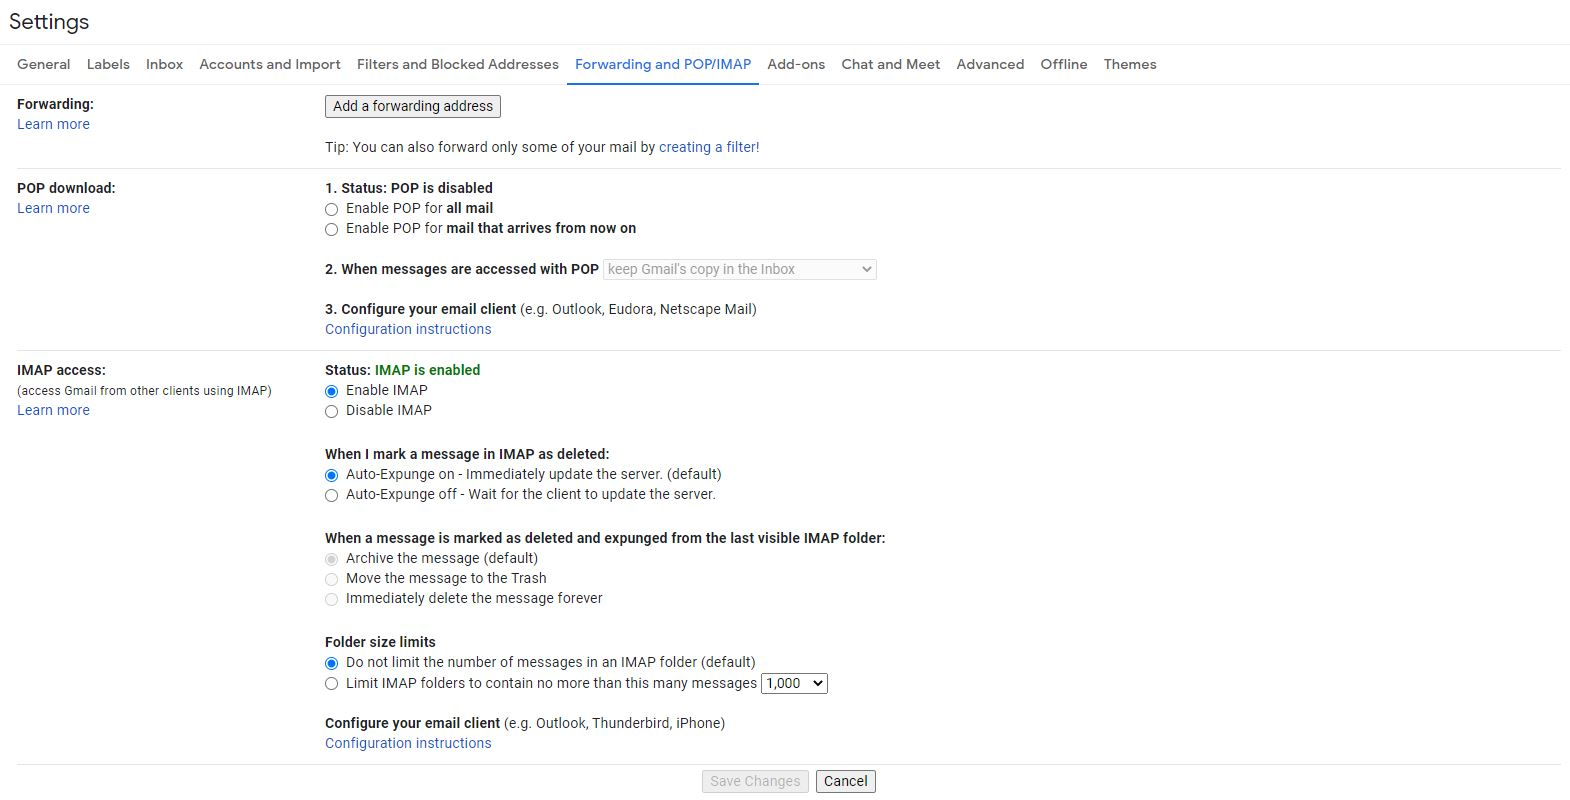 Settings
General Labels Inbox Accounts and Import Filters and Blocked Addresses Forwarding and POP/IMAP Add-ons Chat and Meet Advanced Offline Themes
Forwarding:
Learn more
Add a forwarding address
Tip: You can also forward only some of your mail by creating a filter!
POP download:
Learn more
1. Status: POP is disabled
Enable POP for all mail
Enable POP for mail that arrives from now on
2. When messages are accessed with POP keep Gmail's copy in the Inbox
3. Configure your email client (e.g. Outlook, Eudora, Netscape Mail)
Configuration instructions
IMAP access:
(access Gmail from other clients using IMAP)
Learn more
Status: IMAP is enabled
Enable IMAP
Disable IMAP
When I mark a message in IMAP as deleted:
Auto-Expunge on - Immediately update the server. (default)
Auto-Expunge off - Wait for the client to update the server.
When a message is marked as deleted and expunged from the last visible IMAP folder:
Archive the message (default)
Move the message to the Trash
Immediately delete the message forever
Folder size limits
Do not limit the number of messages in an IMAP folder (default)
Limit IMAP folders to contain no more than this many messages 1,000
Configure your email client (e.g. Outlook, Thunderbird, iPhone)
Configuration instructions
Save Changes Cancel